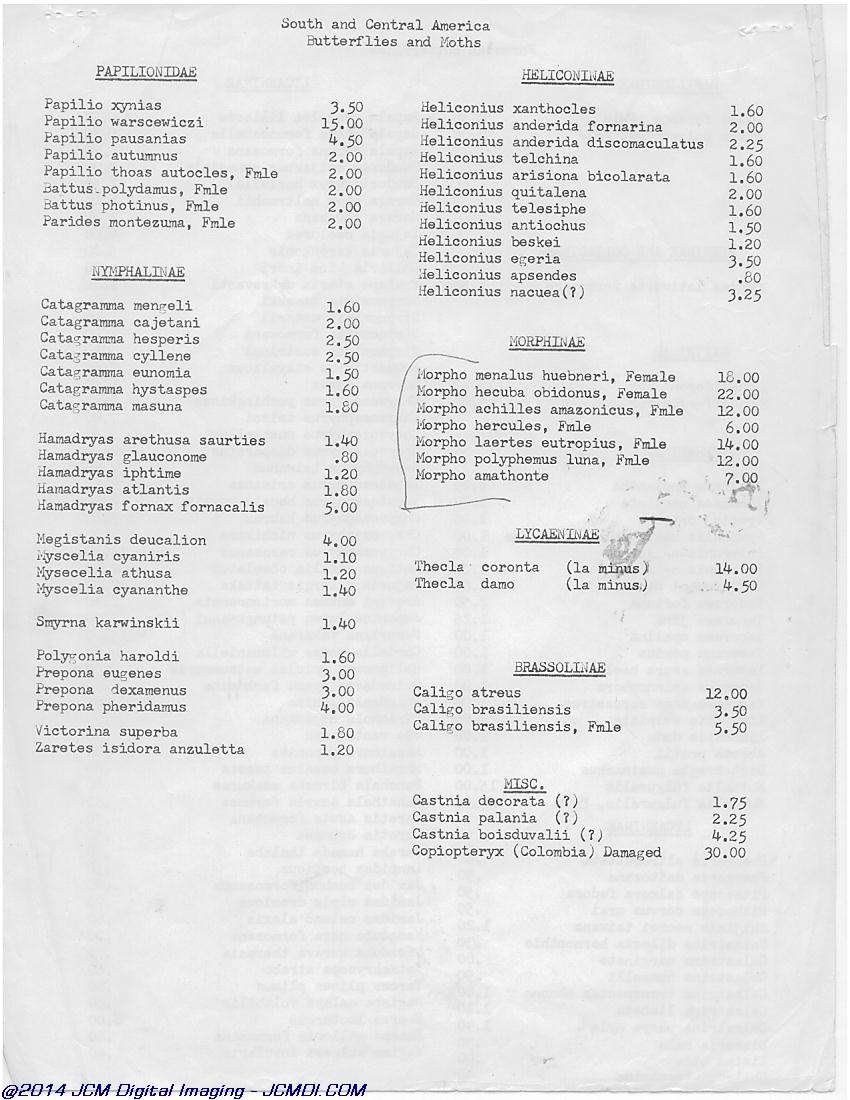 South and Central America
Butterflies and Moths
PAPILIONIDAE
Papilio xynias 3.50
Papilio warscewiczi 15.00
Papilio pausanias 4.50
Papilio autumnus 2.00
Papilio thoas autocles, Fmle 2.00
Battus polydamus, Fmle 2.00
Battus photinus, Fmle 2.00
Parides montezuma, Fmle 2.00
NYMPHALINAE
Catagramma mengeli 1.60
Catagramma cajetani 2.00
Catagramma hesperis 2.50
Catagramma cyllene 2.50
Catagramma eunomia 1.50
Catagramma hystaspes 1.60
Catagramma masuna 1.80
Hamadryas arethusa saurties 1.40
Hamadryas glauconome .80
Hamadryas iphtime 1.20
Hamadryas atlantis 1.80
Hamadryas fornax fornacalis 5.00
Megistanis deucalion 4.00
Myscelia cyaniris 1.10
Mysecelia athusa 1.20
Myscelia cyananthe 1.40
Smyrna karwinskii 1.40
Polygonia haroldi 1.60
Prepona eugenes 3.00
Prepona dexamenus 3.00
Prepona pheridamus 4.00
Victorina superba 1.80
Zaretes isidora anzuletta 1.20
HELICONINAE
Heliconius xanthocles 1.60
Heliconius anderida fornarina 2.00
Heliconius anderida discomaculatus 2.25
Heliconius telchina 1.60
Heliconius arisiona bicolarata 1.60
Heliconius quitalena 2.00
Heliconius telesiphe 1.60
Heliconius antiochus 1.50
Heliconius beskei 1.20
Heliconius egeria 3.50
Heliconius apsendes .80
Heliconius nacuea(?) 3.25
MORPHINAE
Morpho menalus huebneri, Female 18.00
Morpho hecuba obidonus, Female 22.00
Morpho achilles amazonicus, Fmle 12.00
Morpho hercules, Fmle 6.00
Morpho laertes eutropius, Fmle 14.00
Morpho polyphemus luna, Fmle 12.00
Morpho amathonte 7.00
LYCAENINAE
Thecla coronta (la minus) 14.00
Thecla damo (la minus) 4.50
BRASSOLINAE
Caligo atreus 12.00
Caligo brasiliensis 3.50
Caligo brasiliensis, Fmle 5.50
MISC.
Castnia decorata (?) 1.75
Castnia palania (?) 2.25
Castnia boisduvalii (?) 4.25
Copiopteryx (Colombia) Damaged 30.00
@2014 JCM Digital Imaging - JCMDI.COM